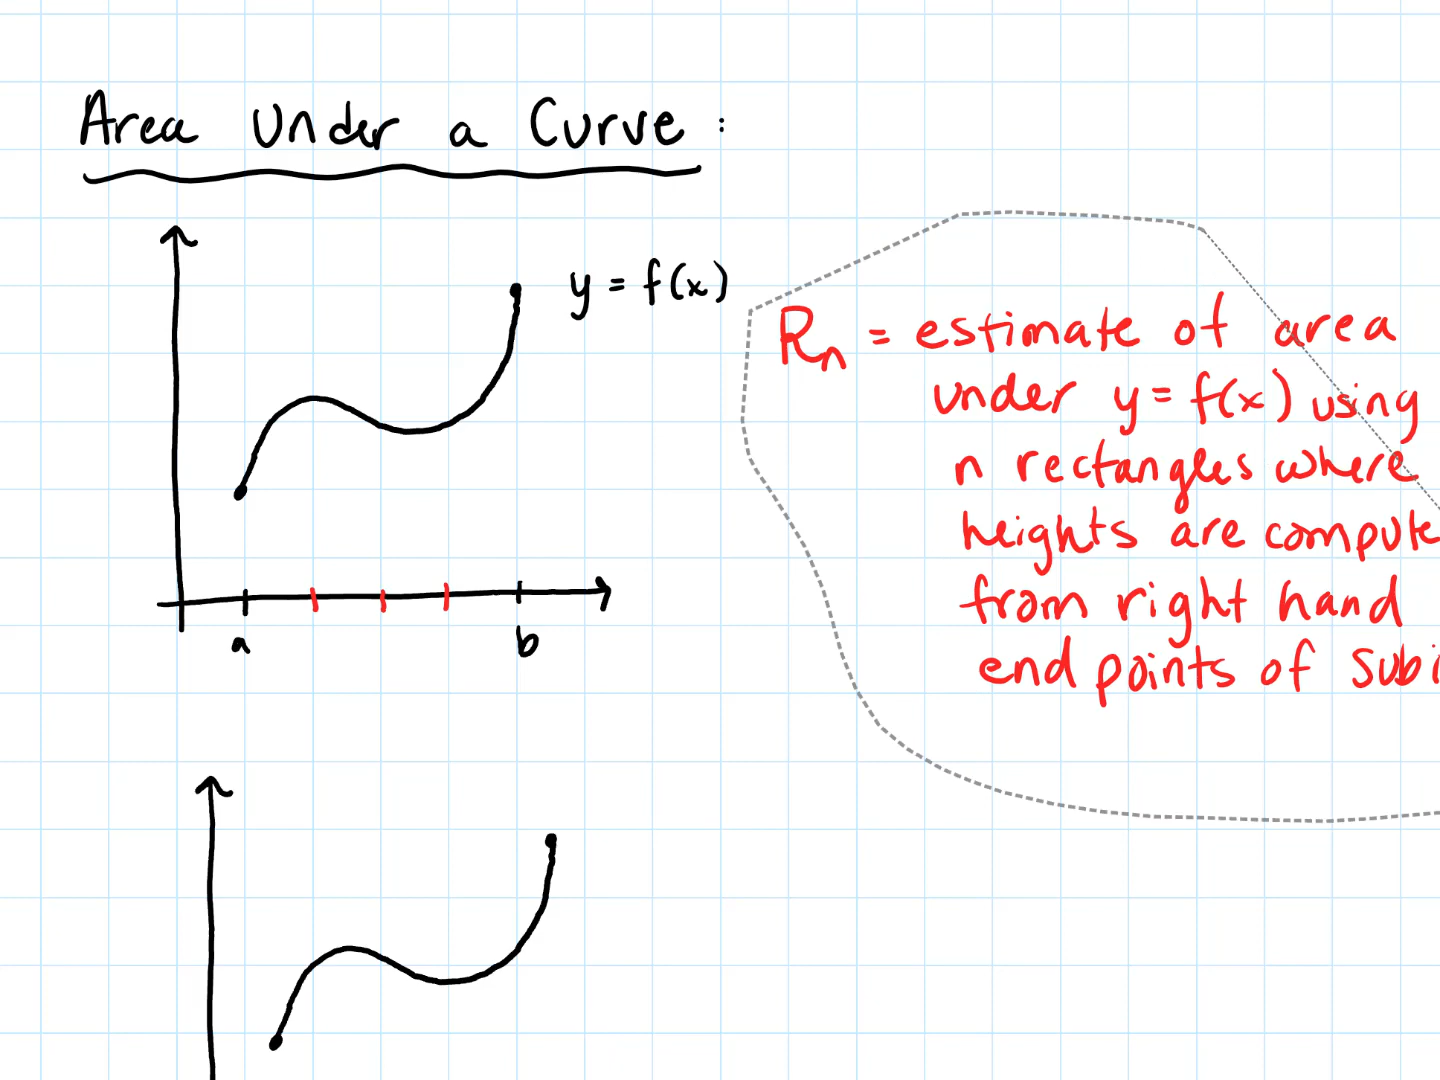 Area Under a Curve :
y = f(x)
Rn = estimate of area
under y = f(x) using
n rectangles where
heights are compute
from right hand
end points of subi
a
b